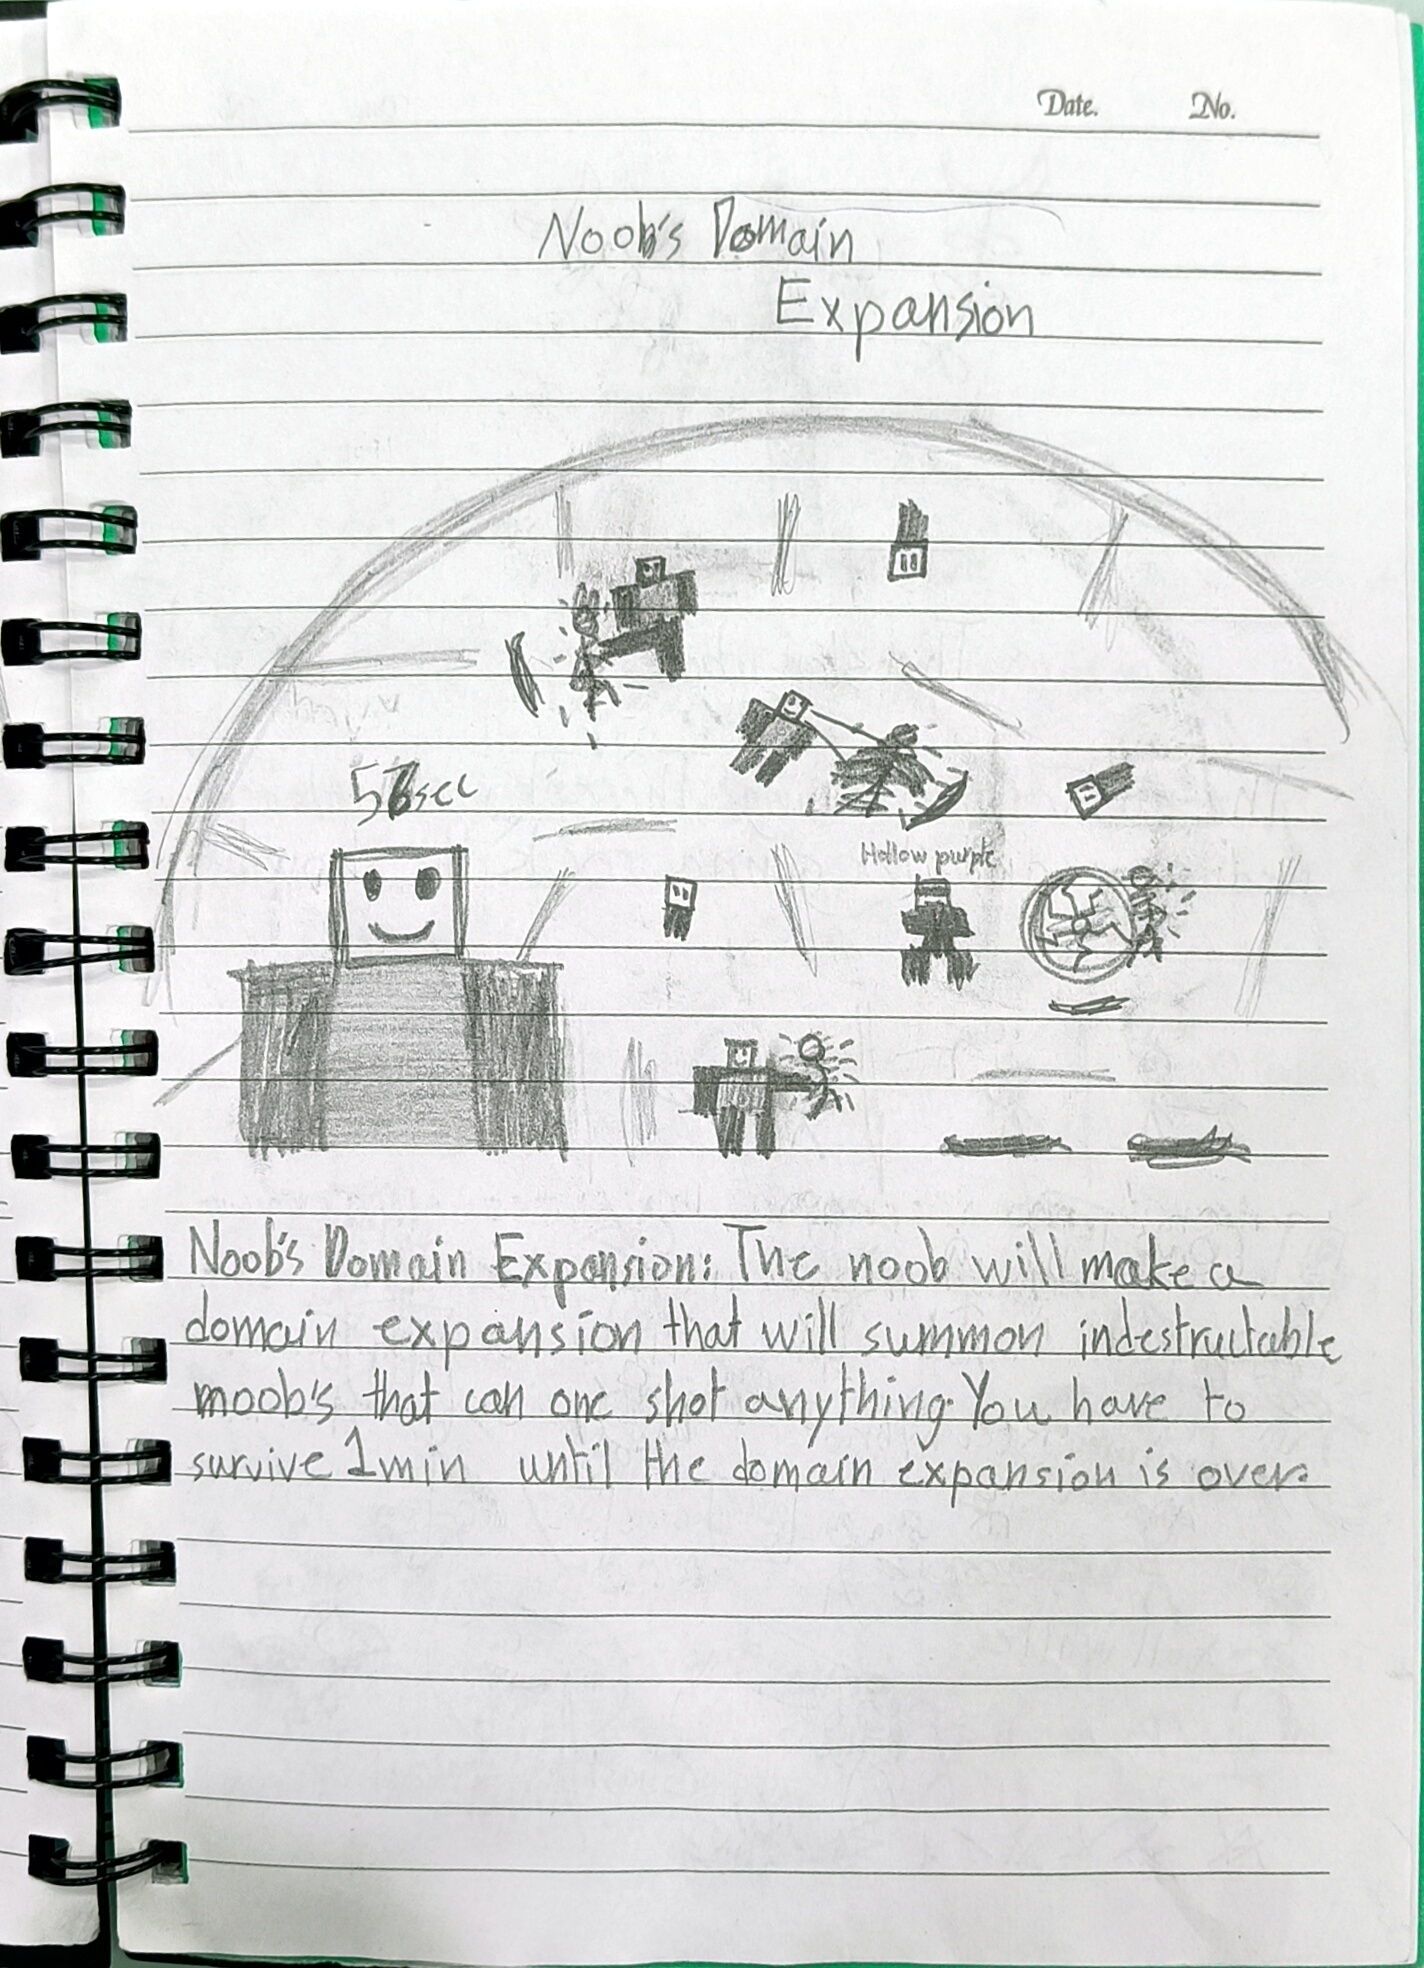 Date. No.
Noob's Domain
Expansion
57sec
Hollow purple
Noob's Domain Expansion: The noob will make a
domain expansion that will summon indestructable
moob's that can one shot anything. You have to
survive 1min until the domain expansion is over